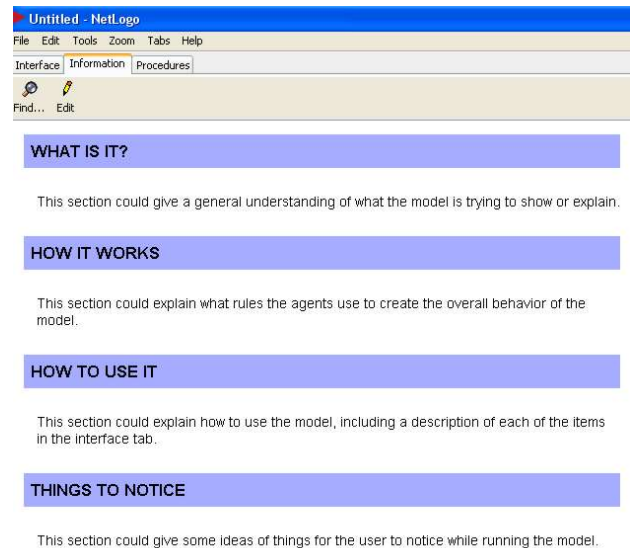 Untitled - NetLogo
File Edit Tools Zoom Tabs Help
Interface Information Procedures
Find... Edit
WHAT IS IT?
This section could give a general understanding of what the model is trying to show or explain.
HOW IT WORKS
This section could explain what rules the agents use to create the overall behavior of the
model.
HOW TO USE IT
This section could explain how to use the model, including a description of each of the items
in the interface tab.
THINGS TO NOTICE
This section could give some ideas of things for the user to notice while running the model.